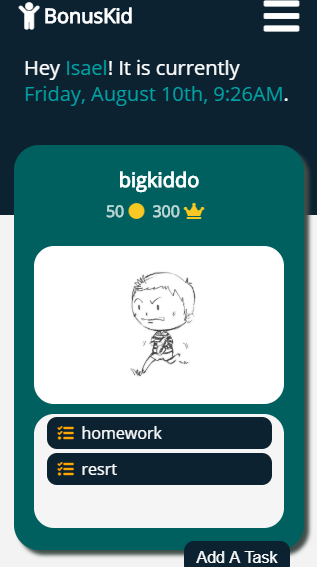 BonusKid
Hey Isael! It is currently
Friday, August 10th, 9:26AM.
bigkiddo
50 300
homework
resrt
Add A Task